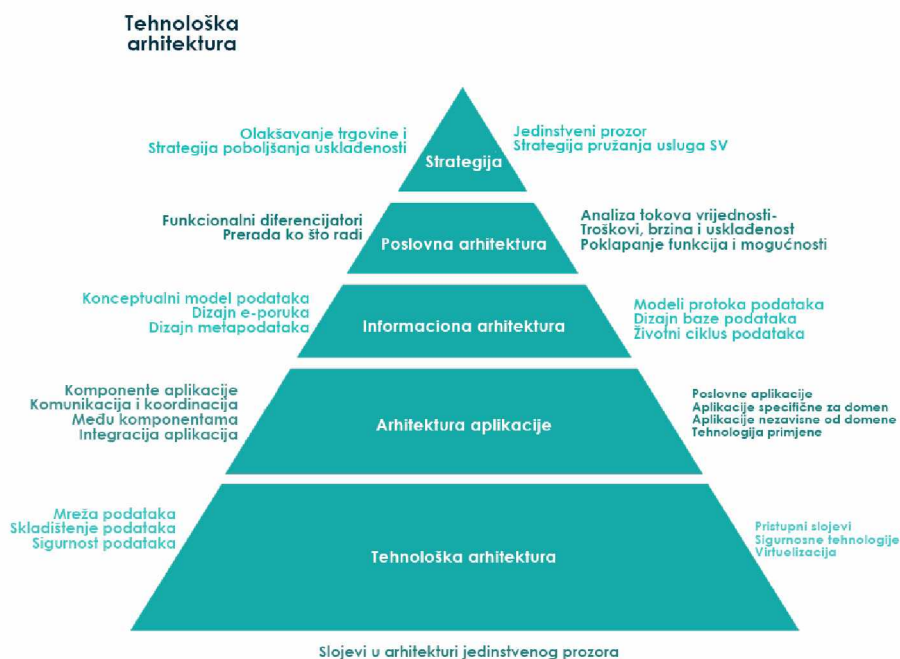 Tehnološka
arhitektura
Olakšavanje trgovine i
Strategija poboljšanja usklađenosti
Strategija
Jedinstveni prozor
Strategija pružanja usluga SV
Funkcionalni diferencijatori
Prerada ko što radi
Poslovna arhitektura
Analiza tokova vrijednosti-
Troškovi, brzina i usklađenost
Poklapanje funkcija i mogućnosti
Konceptualni model podataka
Dizajn e-poruka
Dizajn metapodataka
Informaciona arhitektura
Modeli protoka podataka
Dizajn baze podataka
Životni ciklus podataka
Komponente aplikacije
Komunikacija i koordinacija
Među komponentama
Integracija aplikacija
Arhitektura aplikacije
Poslovne aplikacije
Aplikacije specifične za domen
Aplikacije nezavisne od domene
Tehnologija primjene
Mreža podataka
Skladištenje podataka
Sigurnost podataka
Tehnološka arhitektura
Pristupni slojevi
Sigurnosne tehnologije
Virtuelizacija
Slojevi u arhitekturi jedinstvenog prozora